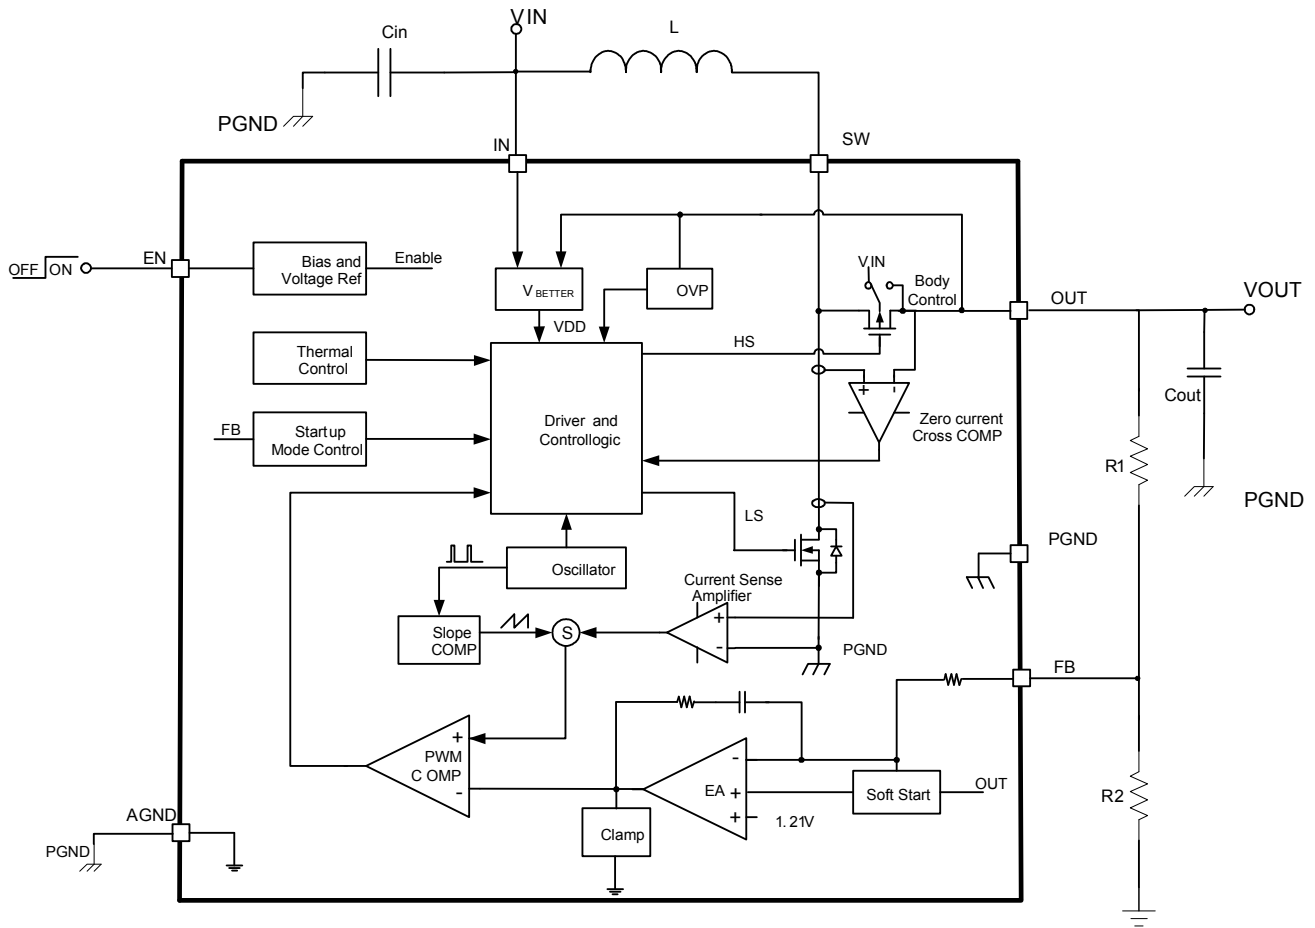 VIN
Cin
L
PGND
IN
SW
EN
OFF ON
Bias and
Voltage Ref
Enable
V BETTER
OVP
VIN
Body
Control
OUT
VOUT
VDD
HS
Thermal
Control
Driver and
Controllogic
+ -
Zero current
Cross COMP
Cout
FB
Startup
Mode Control
R1
PGND
LS
PGND
Oscillator
Current Sense
Amplifier
Slope
COMP
S
+
-
PGND
FB
+
PWM
C OMP
-
-
EA +
+
1.21V
Soft Start
OUT
R2
Clamp
AGND
PGND